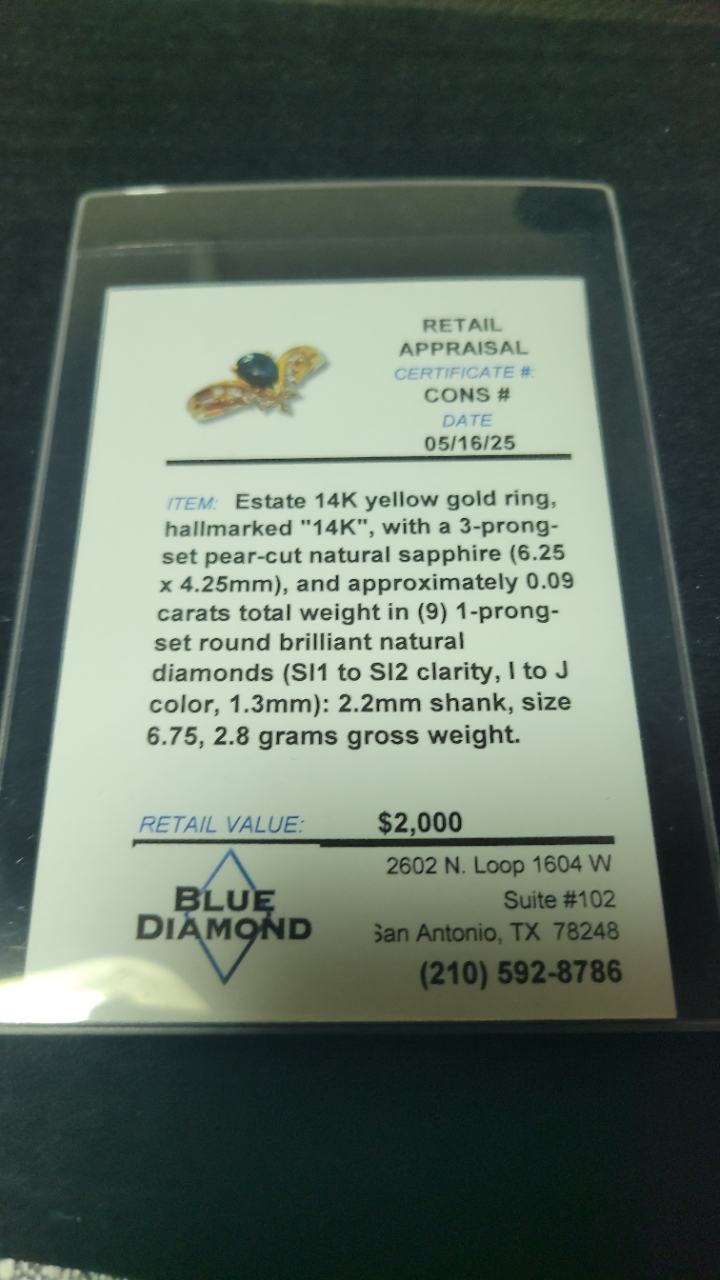 RETAIL
APPRAISAL
CERTIFICATE #:
CONS #
DATE
05/16/25
ITEM: Estate 14K yellow gold ring,
hallmarked "14K", with a 3-prong-
set pear-cut natural sapphire (6.25
x 4.25mm), and approximately 0.09
carats total weight in (9) 1-prong-
set round brilliant natural
diamonds (SI1 to SI2 clarity, I to J
color, 1.3mm): 2.2mm shank, size
6.75, 2.8 grams gross weight.
RETAIL VALUE: $2,000
BLUE
DIAMOND
2602 N. Loop 1604 W
Suite #102
San Antonio, TX 78248
(210) 592-8786